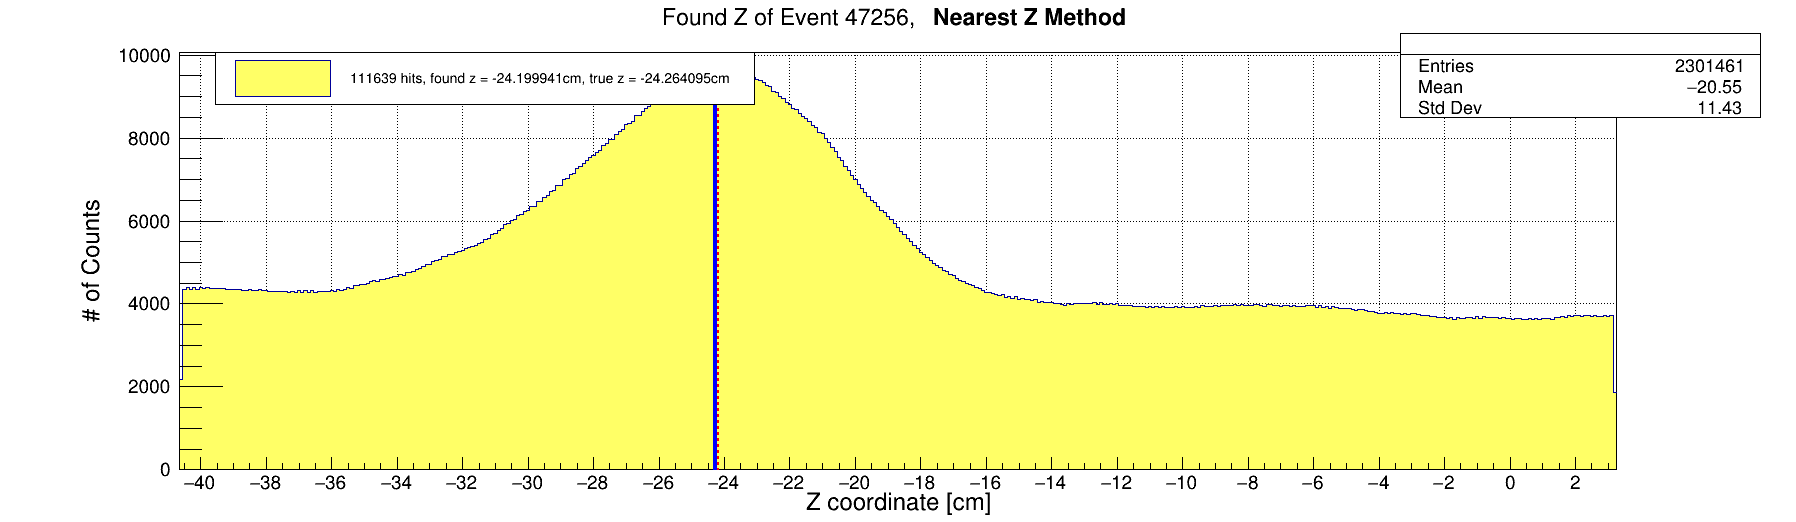 Found Z of Event 47256, Nearest Z Method
10000
8000
6000
4000
2000
0
# of Counts
111639 hits, found z = -24.199941cm, true z = -24.264095cm
Entries 2301461
Mean −20.55
Std Dev 11.43
−40 −38 −36 −34 −32 −30 −28 −26 −24 −22 −20 −18 −16 −14 −12 −10 −8 −6 −4 −2 0 2
Z coordinate [cm]